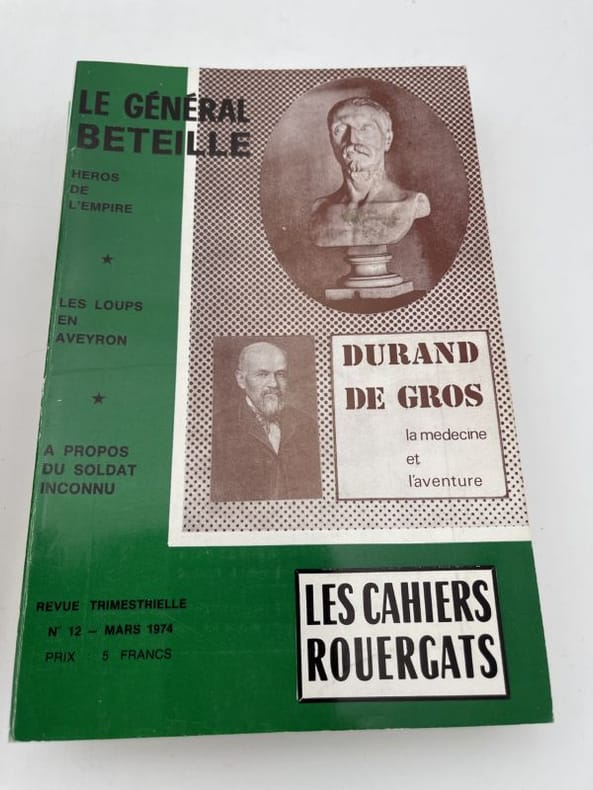 LE GÉNÉRAL
BETEILLE
HEROS
DE
L'EMPIRE
★
LES LOUPS
EN
AVEYRON
★
A PROPOS
DU SOLDAT
INCONNU
DURAND
DE GROS
la medecine
et
l'aventure
REVUE TRIMESTRIELLE
N° 12 – MARS 1974
PRIX : 5 FRANCS
LES CAHIERS
ROUERGATS